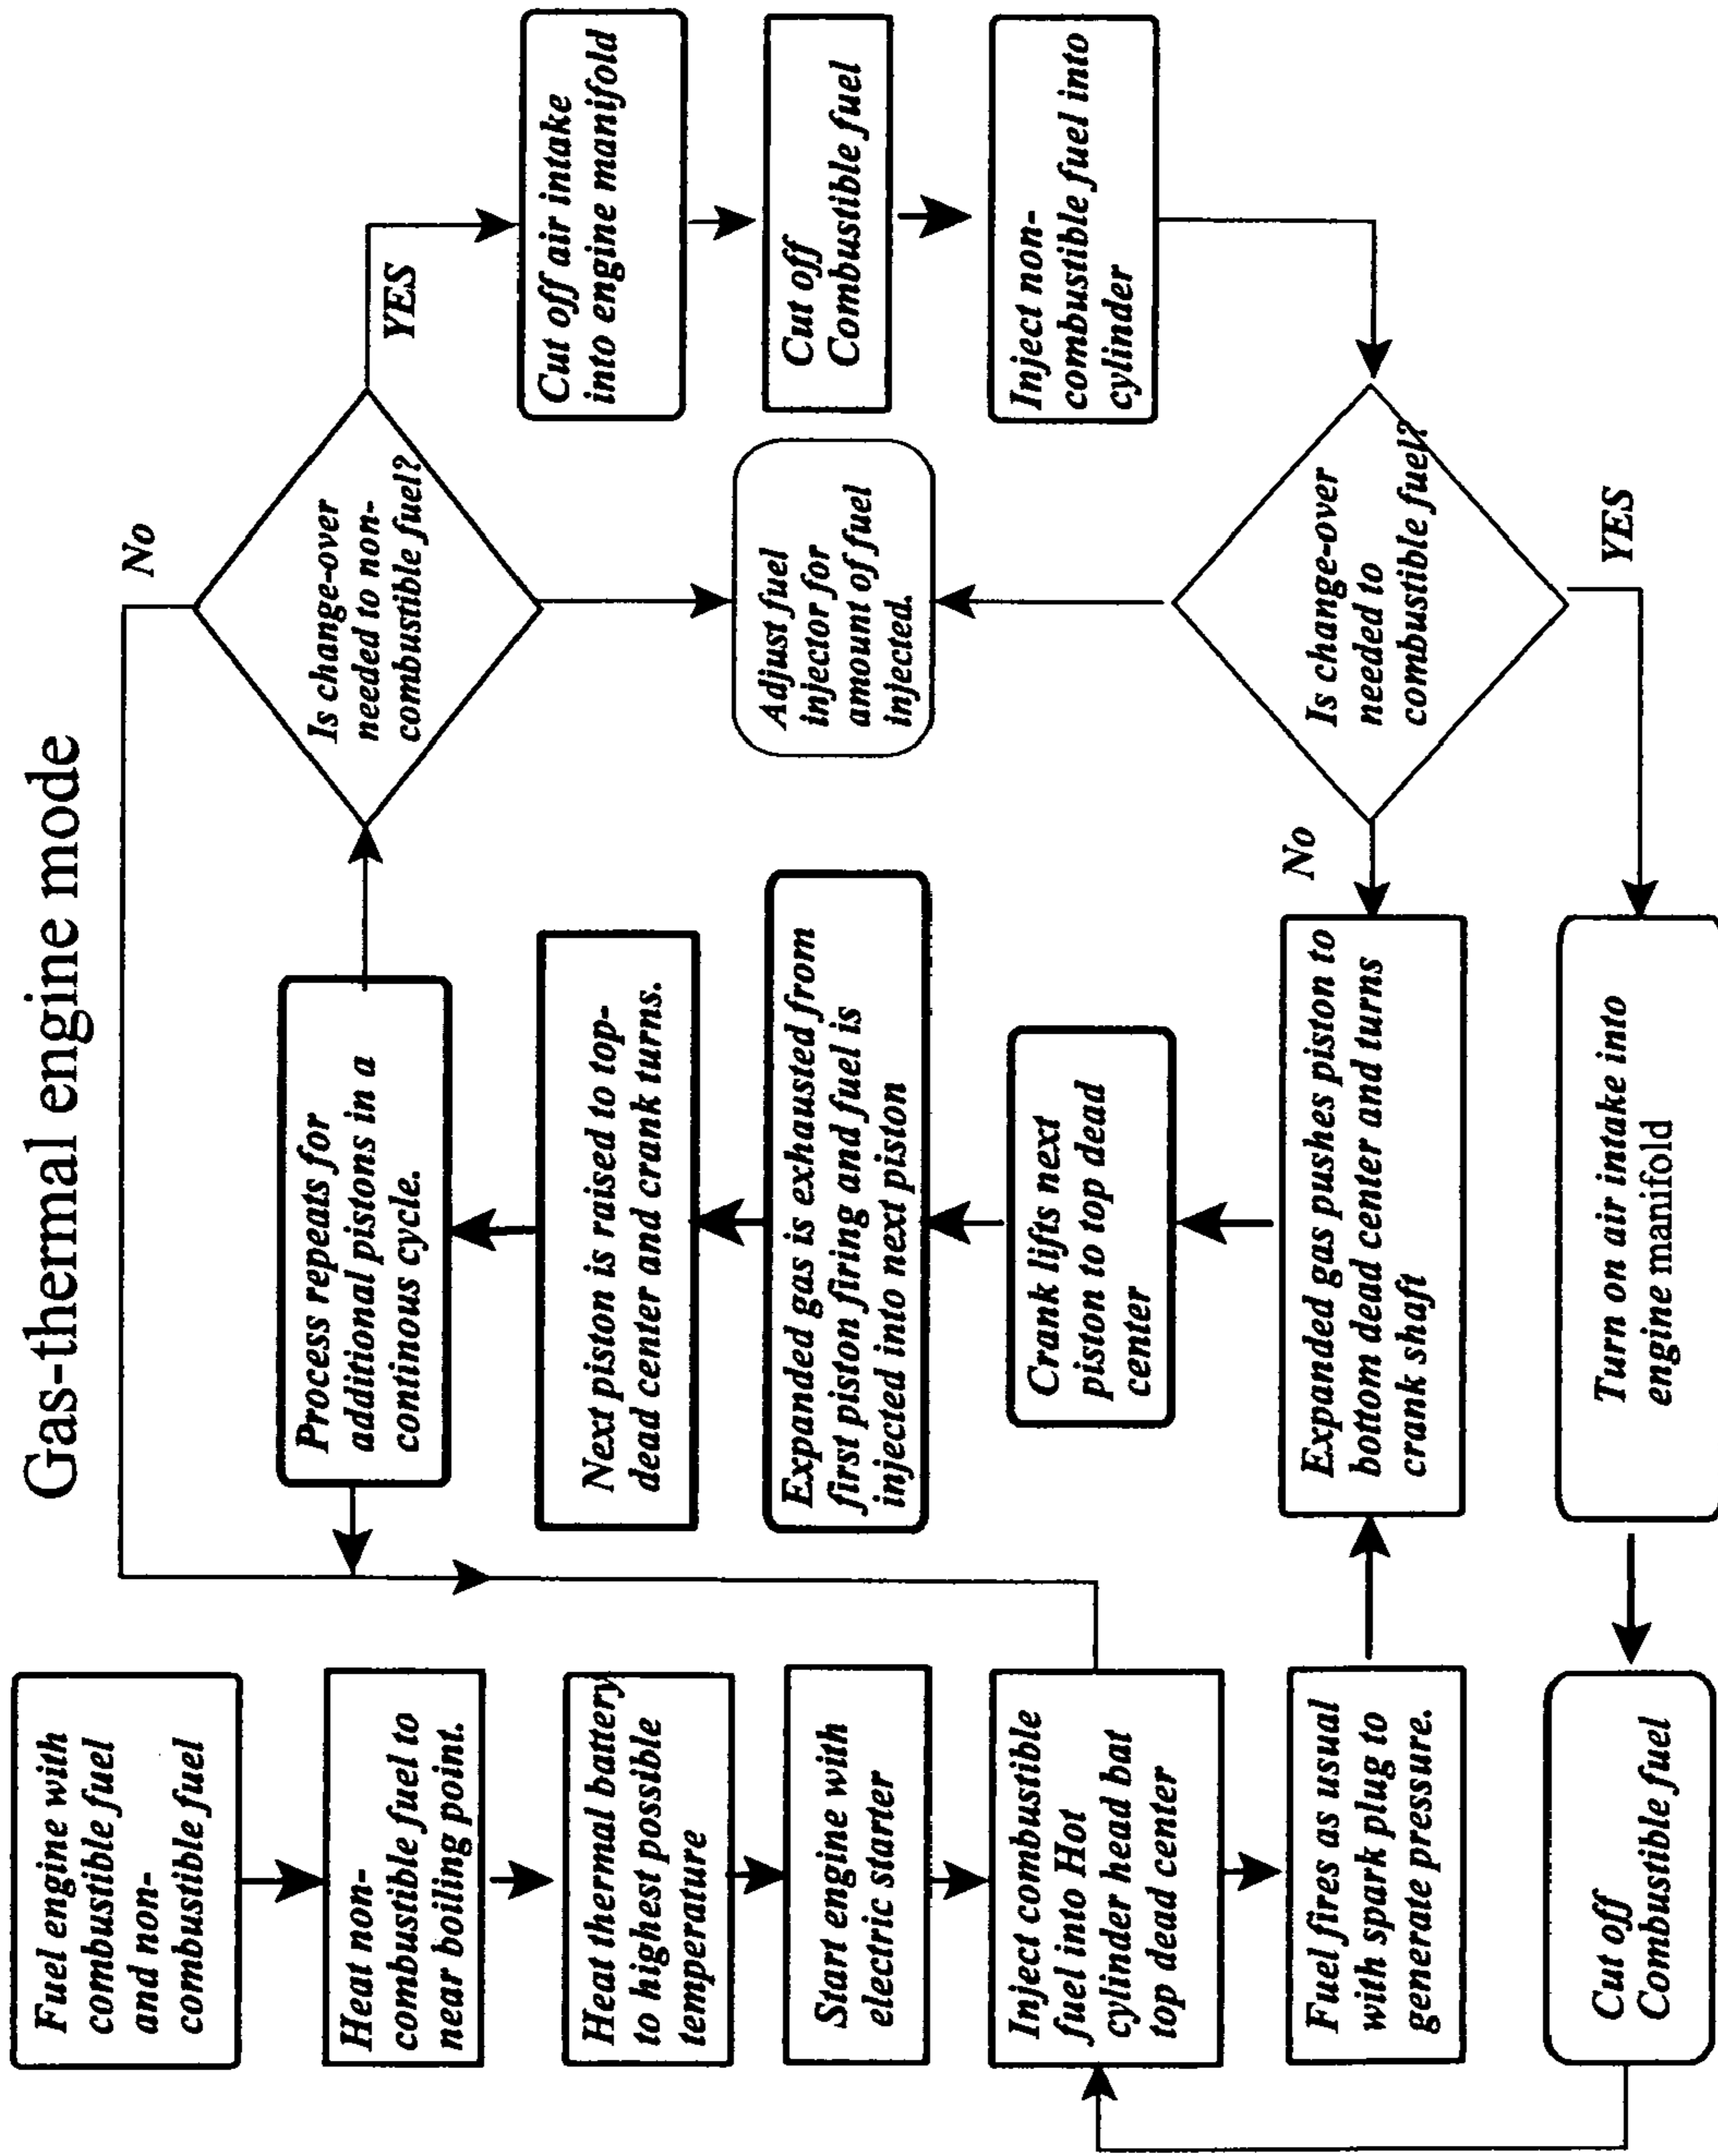 Gas-thermal engine mode
Fuel engine with
combustible fuel
and non-
combustible fuel
Heat non-
combustible fuel to
near boiling point.
Heat thermal battery
to highest possible
temperature
Start engine with
electric starter
Inject combustible
fuel into Hot
cylinder head bat
top dead center
Fuel fires as usual
with spark plug to
generate pressure.
Cut off
Combustible fuel
Process repeats for
additional pistons in a
continous cycle.
Next piston is raised to top-
dead center and crank turns.
Expanded gas is exhausted from
first piston firing and fuel is
injected into next piston
Crank lifts next
piston to top dead
center
Expanded gas pushes piston to
bottom dead center and turns
crank shaft
Turn on air intake into
engine manifold
No
Is change-over
needed to non-
combustible fuel?
YES
Adjust fuel
injector for
amount of fuel
injected.
No
Is change-over
needed to
combustible fuel?
YES
Cut off air intake
into engine manifold
Cut off
Combustible fuel
Inject non-
combustible fuel into
cylinder